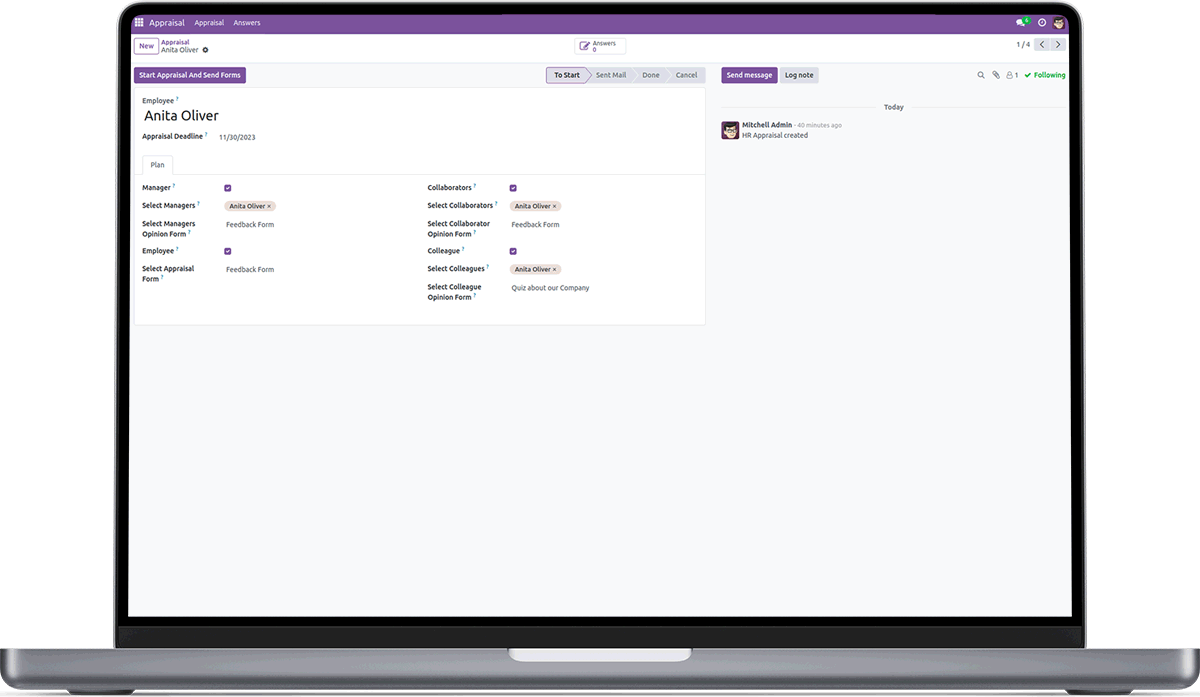 Appraisal Appraisal Answers 6
New Appraisal
Anita Oliver
Answers
0
1 / 4
Start Appraisal And Send Forms
To Start Sent Mail Done Cancel
Send message Log note
1 Following
Employee ?
Anita Oliver
Appraisal Deadline ? 11/30/2023
Plan
Manager ?
Select Managers ? Anita Oliver ×
Select Managers
Opinion Form ?
Feedback Form
Employee ?
Select Appraisal
Form ?
Feedback Form
Collaborators ?
Select Collaborators ? Anita Oliver ×
Select Collaborator
Opinion Form ?
Feedback Form
Colleague ?
Select Colleagues ? Anita Oliver ×
Select Colleague
Opinion Form ?
Quiz about our Company
Today
Mitchell Admin - 40 minutes ago
HR Appraisal created